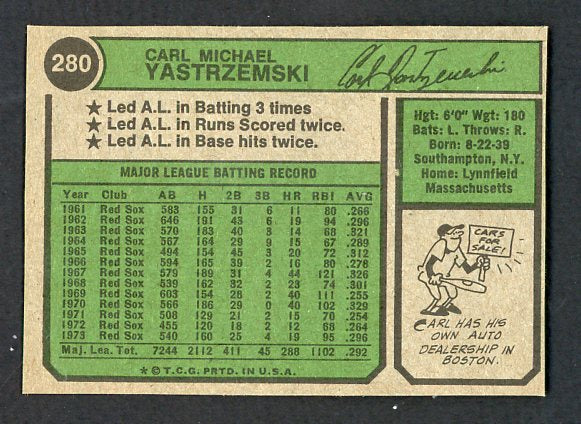 280
CARL MICHAEL
YASTRZEMSKI
Carl Yastrzemski
★ Led A.L. in Batting 3 times
★ Led A.L. in Runs Scored twice.
★ Led A.L. in Base hits twice.
MAJOR LEAGUE BATTING RECORD
Year Club AB H 2B 3B HR RBI AVG
1961 Red Sox 583 155 31 6 11 80 .266
1962 Red Sox 646 191 43 6 19 94 .296
1963 Red Sox 570 183 40 3 14 68 .321
1964 Red Sox 567 164 29 9 15 67 .289
1965 Red Sox 494 154 45 3 20 72 .312
1966 Red Sox 594 165 39 2 16 80 .278
1967 Red Sox 579 189 31 4 44 121 .326
1968 Red Sox 539 162 32 2 23 74 .301
1969 Red Sox 603 154 28 2 40 111 .255
1970 Red Sox 566 186 29 0 40 102 .329
1971 Red Sox 508 129 21 2 15 70 .254
1972 Red Sox 455 120 18 2 12 68 .264
1973 Red Sox 540 160 25 4 19 95 .296
Maj. Lea. Tot. 7244 2112 411 45 288 1102 .292
* © T.C.G. PRTD. IN U.S.A.
Hgt: 6'0" Wgt: 180
Bats: L. Throws: R.
Born: 8-22-39
Southampton, N.Y.
Home: Lynnfield
Massachusetts
CARS
FOR
SALE!
CARL HAS HIS
OWN AUTO
DEALERSHIP IN
BOSTON.